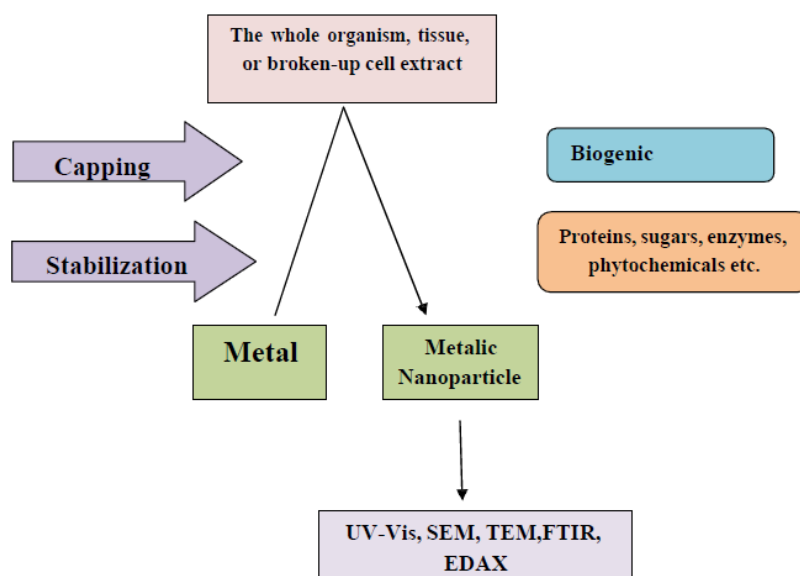 The whole organism, tissue,
or broken-up cell extract
Capping
Biogenic
Proteins, sugars, enzymes,
phytochemicals etc.
Stabilization
Metal
Metalic
Nanoparticle
UV-Vis, SEM, TEM,FTIR,
EDAX